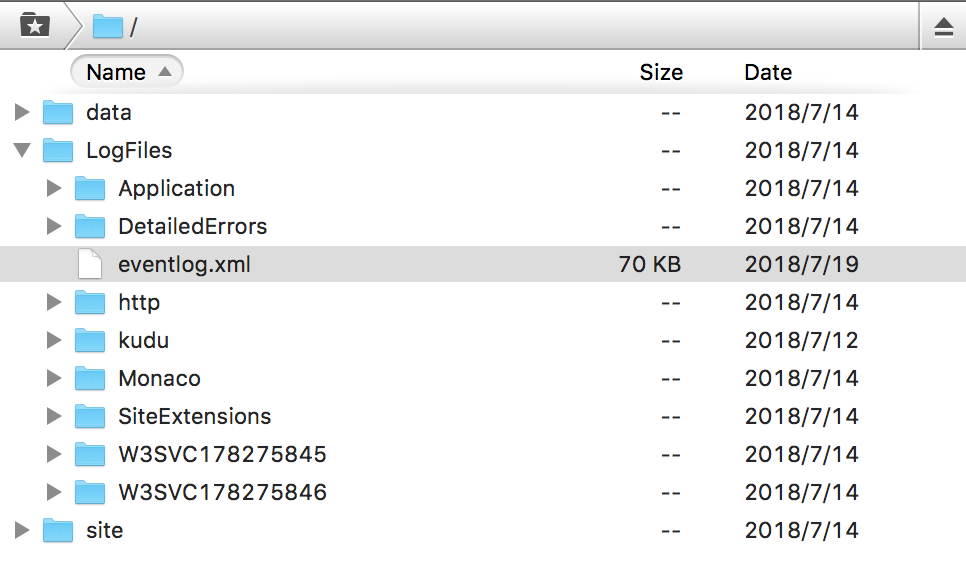 /
Name Size Date
data -- 2018/7/14
LogFiles -- 2018/7/14
Application -- 2018/7/14
DetailedErrors -- 2018/7/14
eventlog.xml 70 KB 2018/7/19
http -- 2018/7/14
kudu -- 2018/7/12
Monaco -- 2018/7/14
SiteExtensions -- 2018/7/14
W3SVC178275845 -- 2018/7/14
W3SVC178275846 -- 2018/7/14
site -- 2018/7/14